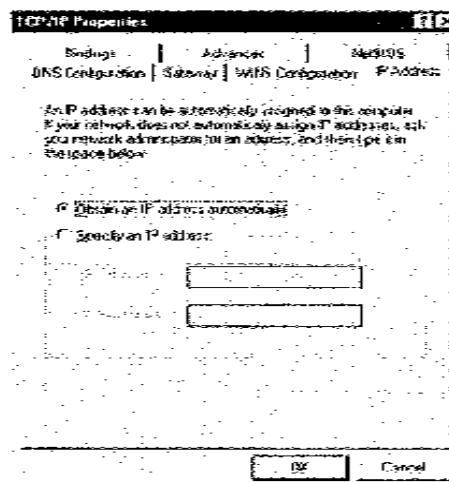 TCP/IP Properties
Bindings Advanced NetBIOS
DNS Configuration Gateway WINS Configuration IP Address
An IP address can be automatically assigned to this computer.
If your network does not automatically assign IP addresses, ask
your network administrator for an address, and then type it in
the space below.
Obtain an IP address automatically
Specify an IP address:
OK Cancel